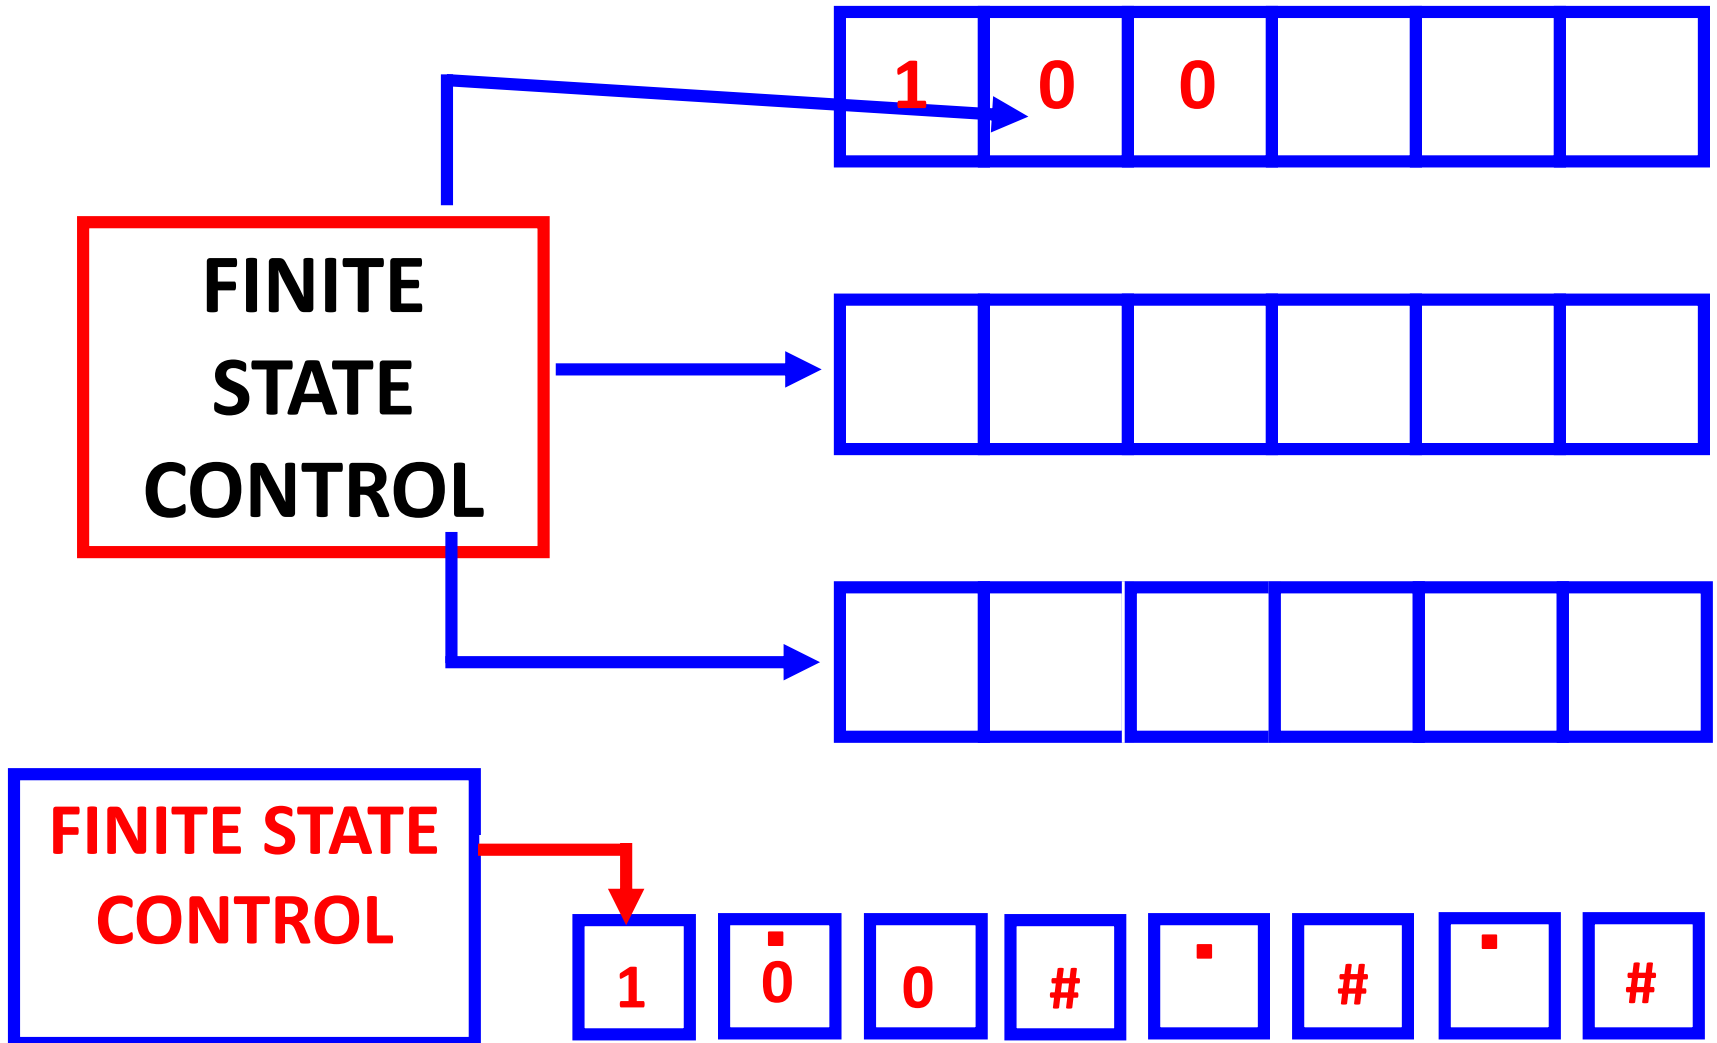 1 0 0
FINITE
STATE
CONTROL
FINITE STATE
CONTROL
1 0 0 # # #